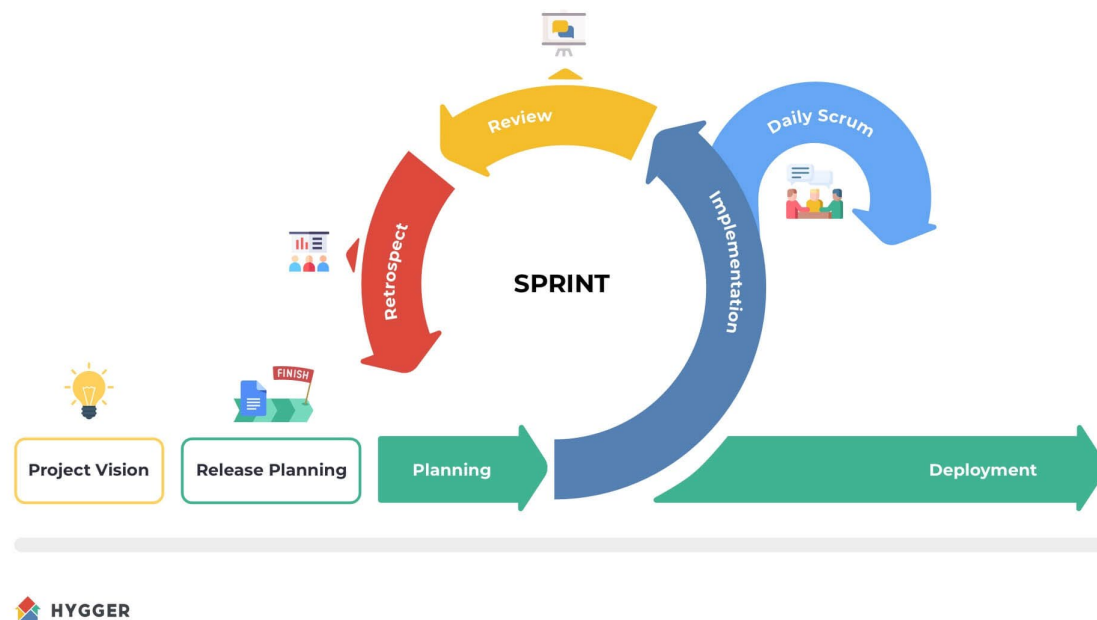 Review
Daily Scrum
Implementation
Retrospect
SPRINT
FINISH
Project Vision
Release Planning
Planning
Deployment
HYGGER